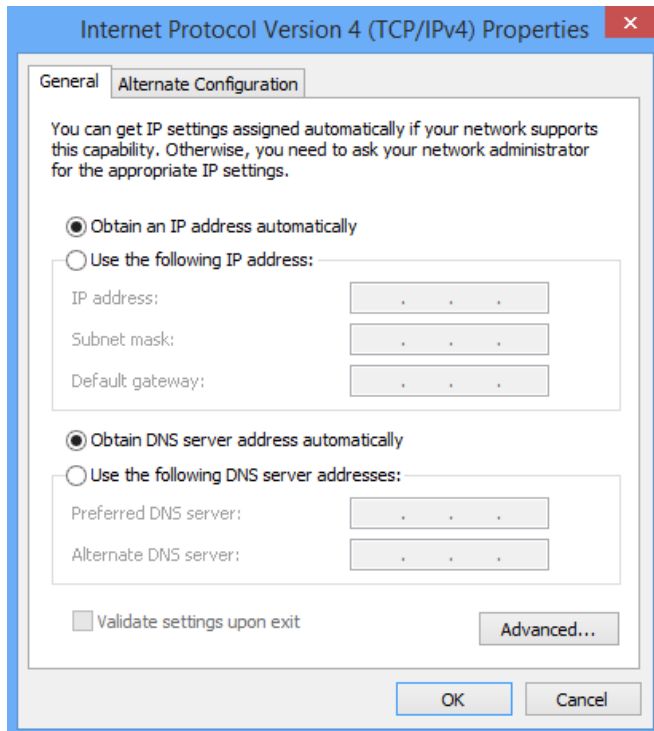 Internet Protocol Version 4 (TCP/IPv4) Properties
General
Alternate Configuration
You can get IP settings assigned automatically if your network supports
this capability. Otherwise, you need to ask your network administrator
for the appropriate IP settings.
Obtain an IP address automatically
Use the following IP address:
IP address:
Subnet mask:
Default gateway:
Obtain DNS server address automatically
Use the following DNS server addresses:
Preferred DNS server:
Alternate DNS server:
Validate settings upon exit
Advanced...
OK
Cancel